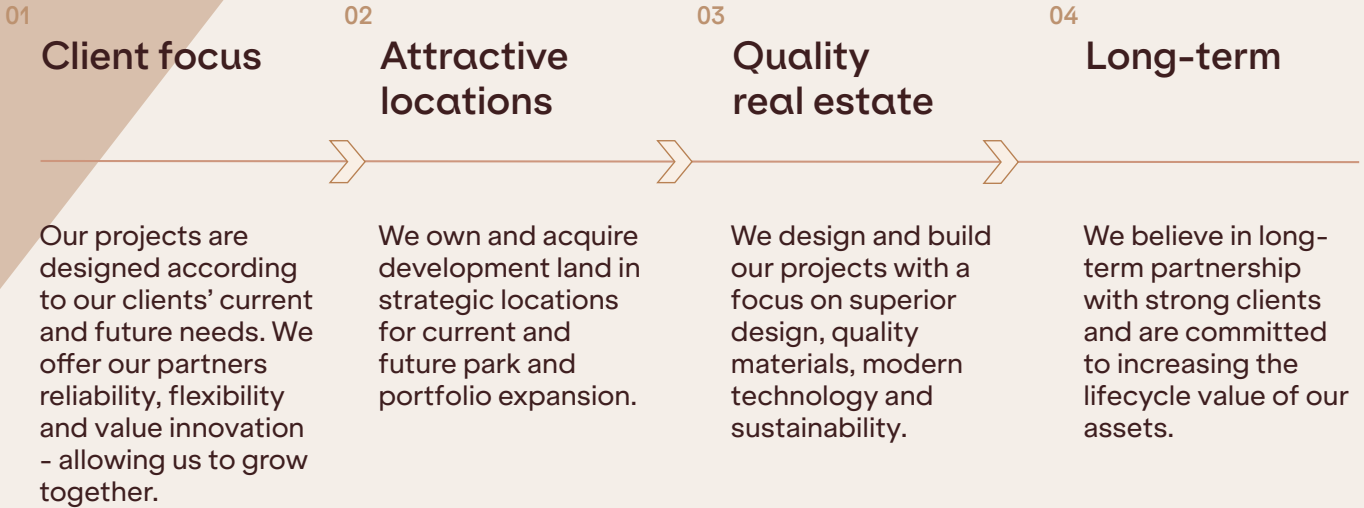 01
Client focus
Our projects are
designed according
to our clients’ current
and future needs. We
offer our partners
reliability, flexibility
and value innovation
- allowing us to grow
together.
02
Attractive
locations
We own and acquire
development land in
strategic locations
for current and
future park and
portfolio expansion.
03
Quality
real estate
We design and build
our projects with a
focus on superior
design, quality
materials, modern
technology and
sustainability.
04
Long-term
We believe in long-
term partnership
with strong clients
and are committed
to increasing the
lifecycle value of our
assets.